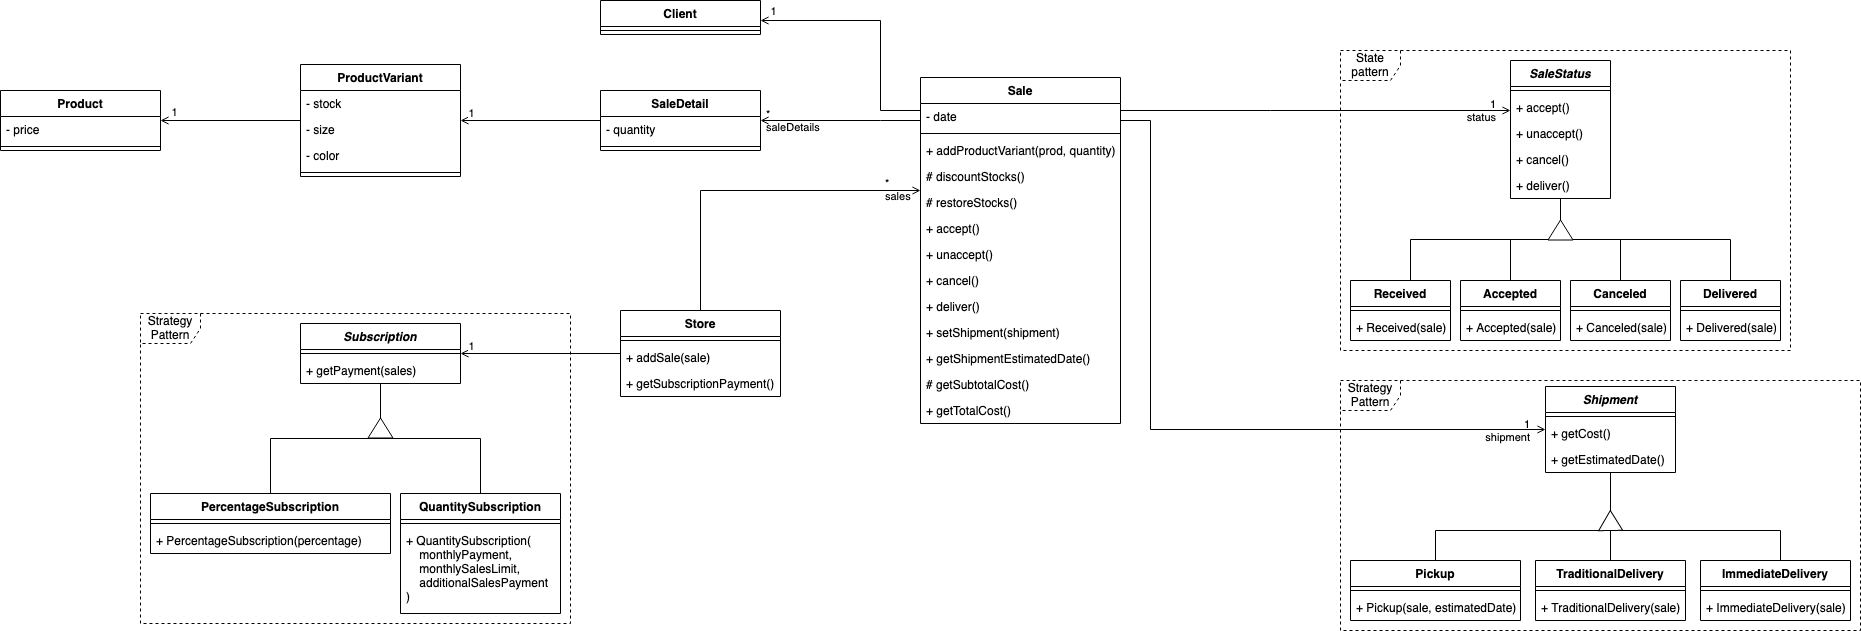 Client
1
Product
- price
1
ProductVariant
- stock
- size
- color
1
SaleDetail
- quantity
*
saleDetails
Sale
- date
+ addProductVariant(prod, quantity)
# discountStocks()
# restoreStocks()
+ accept()
+ unaccept()
+ cancel()
+ deliver()
+ setShipment(shipment)
+ getShipmentEstimatedDate()
# getSubtotalCost()
+ getTotalCost()
*
sales
State
pattern
SaleStatus
+ accept()
+ unaccept()
+ cancel()
+ deliver()
1
status
Received
+ Received(sale)
Accepted
+ Accepted(sale)
Canceled
+ Canceled(sale)
Delivered
+ Delivered(sale)
Strategy
Pattern
Subscription
+ getPayment(sales)
1
Store
+ addSale(sale)
+ getSubscriptionPayment()
PercentageSubscription
+ PercentageSubscription(percentage)
QuantitySubscription
+ QuantitySubscription(
monthlyPayment,
monthlySalesLimit,
additionalSalesPayment
)
Strategy
Pattern
Shipment
+ getCost()
+ getEstimatedDate()
1
shipment
Pickup
+ Pickup(sale, estimatedDate)
TraditionalDelivery
+ TraditionalDelivery(sale)
ImmediateDelivery
+ ImmediateDelivery(sale)